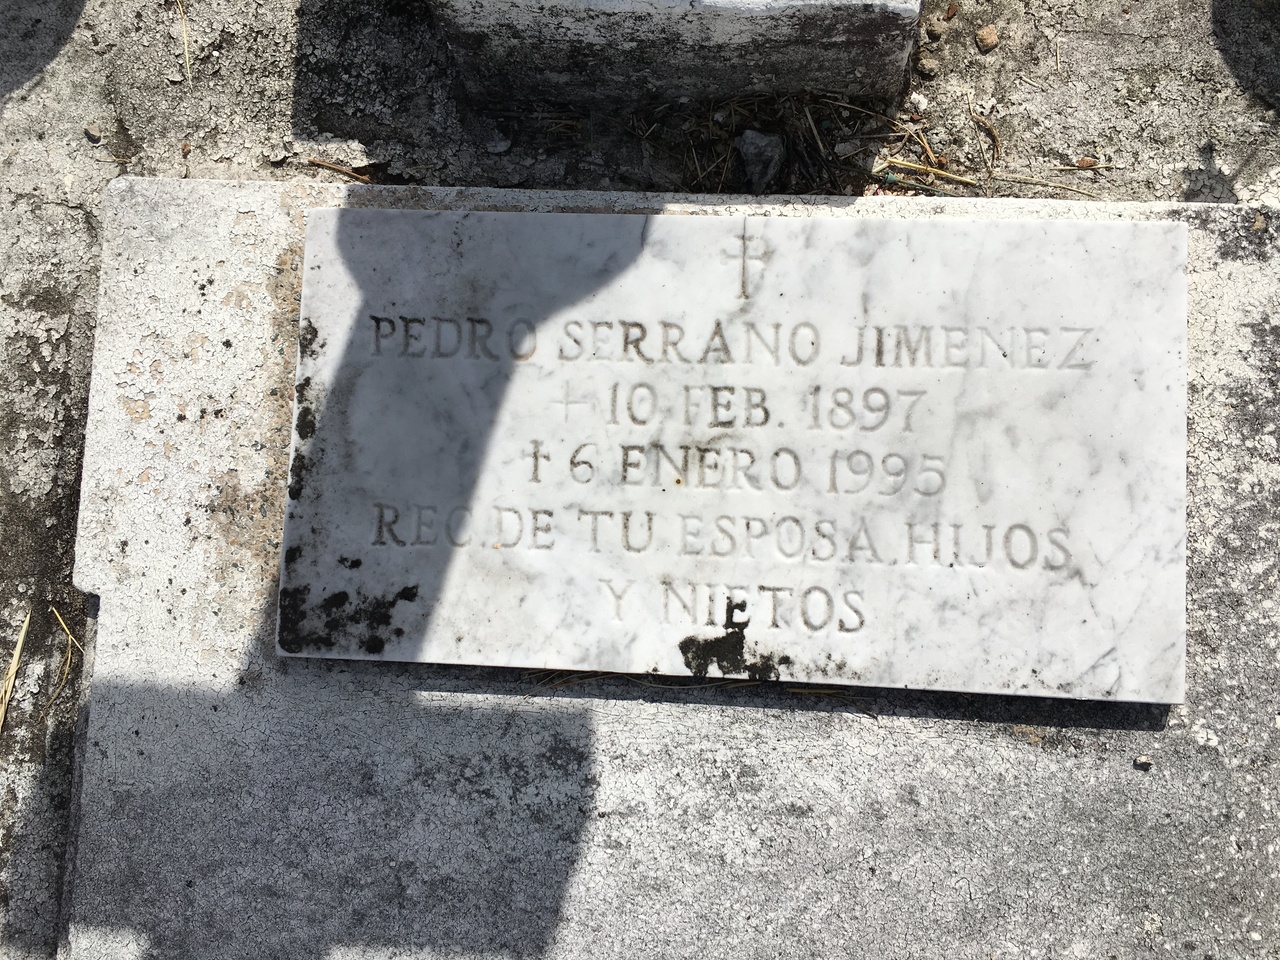 PEDRO SERRANO JIMENEZ
+ 10 FEB. 1897
† 6 ENERO 1995
REC. DE TU ESPOSA. HIJOS
Y NIETOS